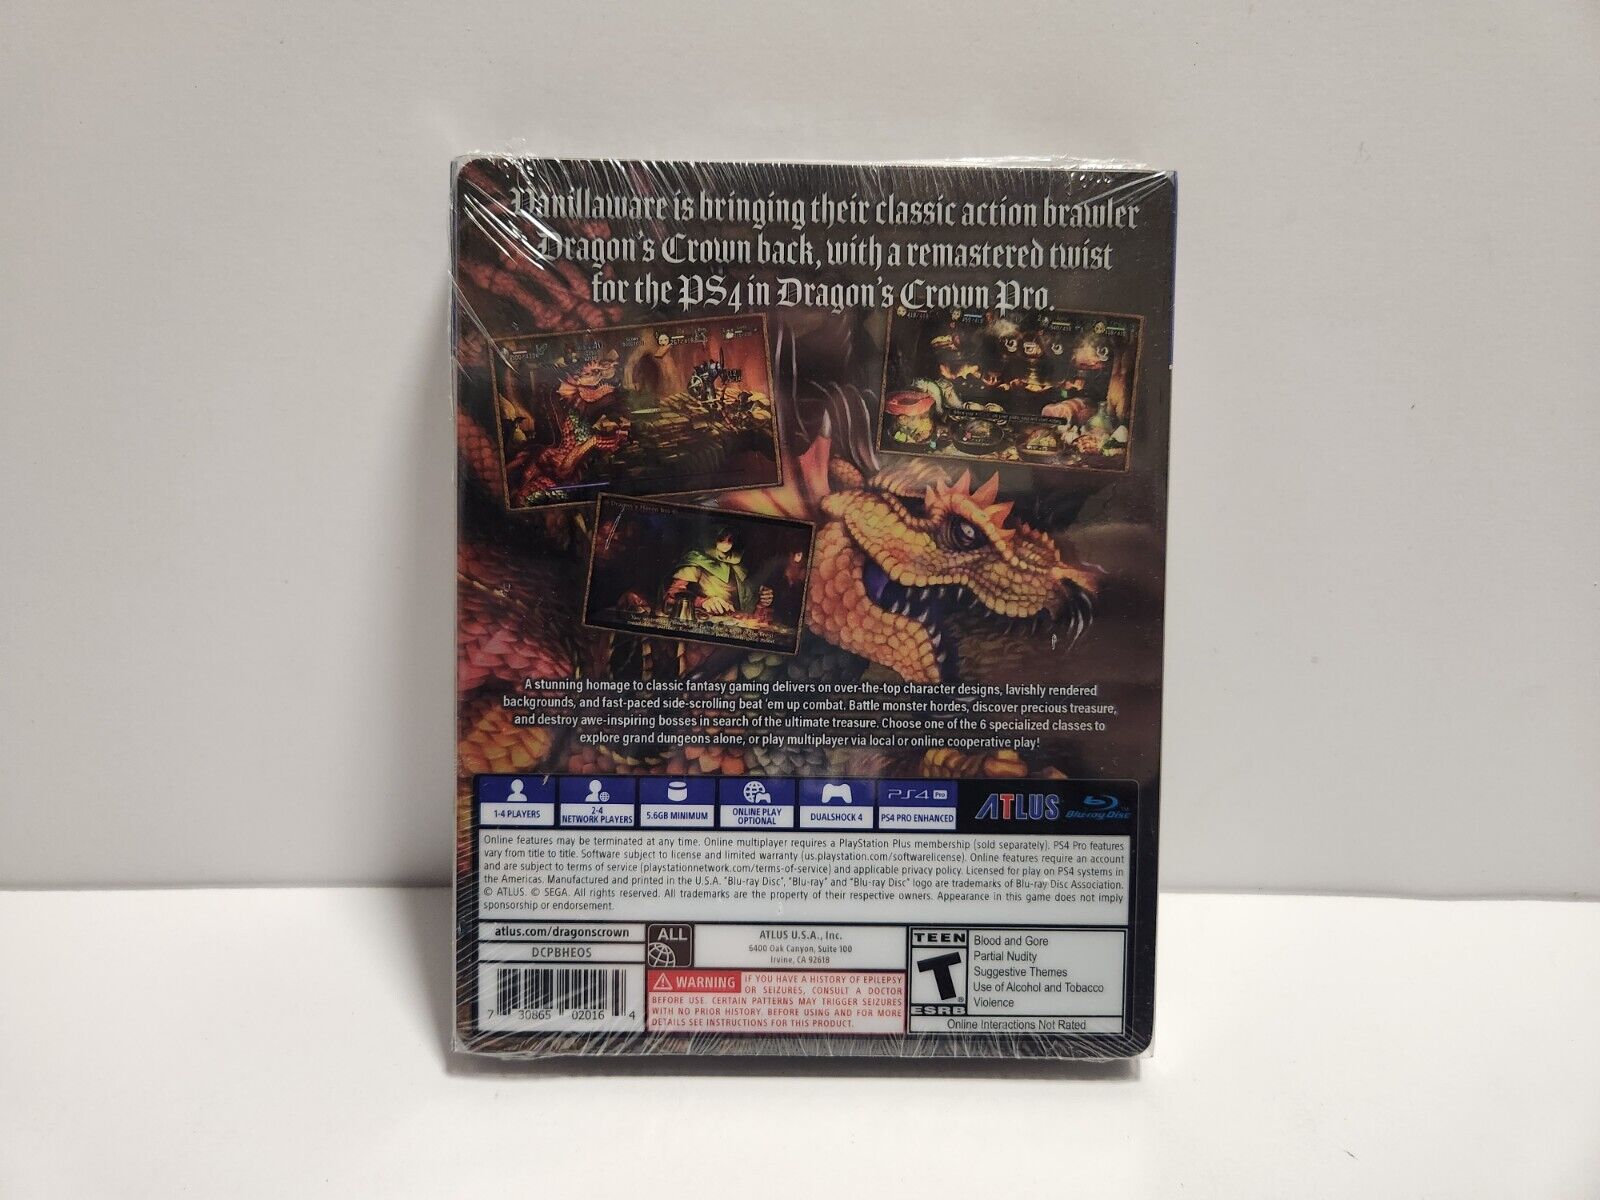 Vanillaware is bringing their classic action brawler
Dragon's Crown back, with a remastered twist
for the PS4 in Dragon's Crown Pro.
Dragon's Haven Inn
A stunning homage to classic fantasy gaming delivers on over-the-top character designs, lavishly rendered
backgrounds, and fast-paced side-scrolling beat 'em up combat. Battle monster hordes, discover precious treasure,
and destroy awe-inspiring bosses in search of the ultimate treasure. Choose one of the 6 specialized classes to
explore grand dungeons alone, or play multiplayer via local or online cooperative play!
1-4 PLAYERS
2-4
NETWORK PLAYERS
5.6GB MINIMUM
ONLINE PLAY
OPTIONAL
DUALSHOCK 4
PS4 Pro
PS4 PRO ENHANCED
ATLUS
Blu-ray Disc™
Online features may be terminated at any time. Online multiplayer requires a PlayStation Plus membership (sold separately). PS4 Pro features
vary from title to title. Software subject to license and limited warranty (us.playstation.com/softwarelicense). Online features require an account
and are subject to terms of service (playstationnetwork.com/terms-of-service) and applicable privacy policy. Licensed for play on PS4 systems in
the Americas. Manufactured and printed in the U.S.A. "Blu-ray Disc", "Blu-ray" and "Blu-ray Disc" logo are trademarks of Blu-ray Disc Association.
© ATLUS. © SEGA. All rights reserved. All trademarks are the property of their respective owners. Appearance in this game does not imply
sponsorship or endorsement.
atlus.com/dragonscrown
DCPBHEOS
7 30865 02016 4
ALL
ATLUS U.S.A., Inc.
6400 Oak Canyon, Suite 100
Irvine, CA 92618
WARNING IF YOU HAVE A HISTORY OF EPILEPSY
OR SEIZURES, CONSULT A DOCTOR
BEFORE USE. CERTAIN PATTERNS MAY TRIGGER SEIZURES
WITH NO PRIOR HISTORY. BEFORE USING AND FOR MORE
DETAILS SEE INSTRUCTIONS FOR THIS PRODUCT.
TEEN
T®
ESRB
Blood and Gore
Partial Nudity
Suggestive Themes
Use of Alcohol and Tobacco
Violence
Online Interactions Not Rated